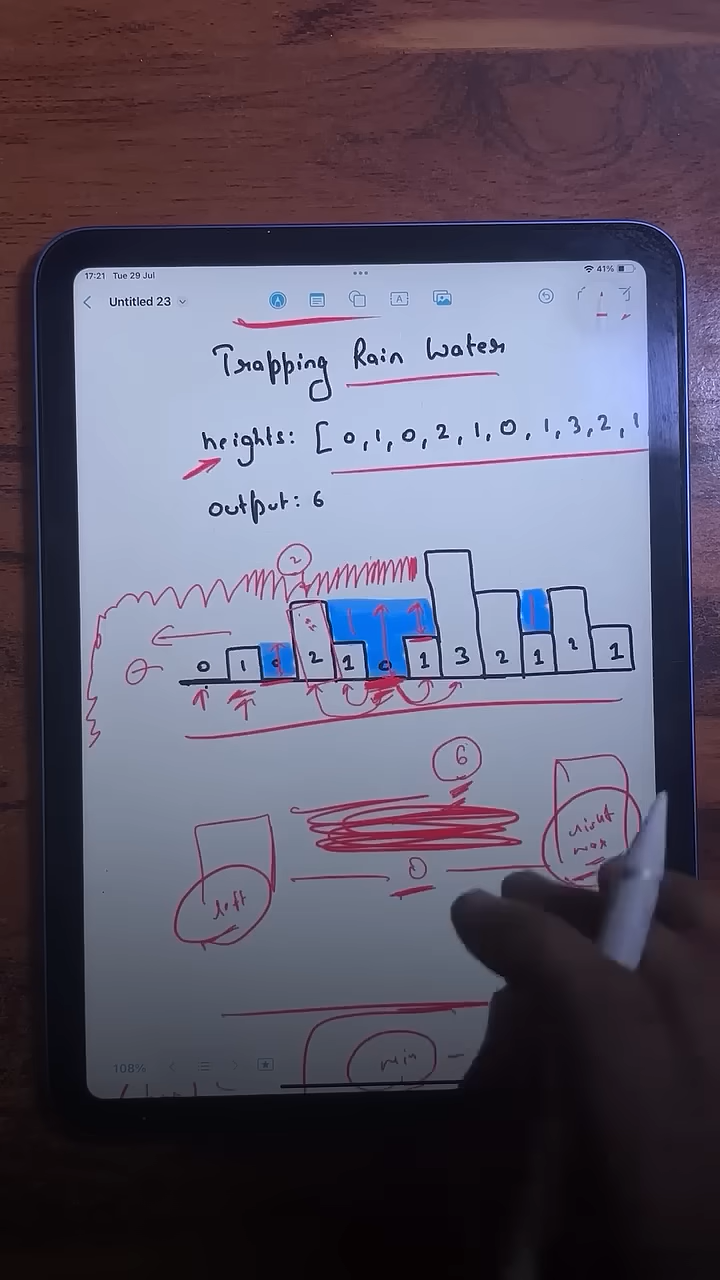 17:21 Tue 29 Jul
41%
Untitled 23
A
Trapping Rain Water
heights: [ 0, 1, 0, 2, 1, 0, 1, 3, 2, 1
output: 6
2
0 1 0 2 1 0 1 3 2 1 2 1
6
right
max
0
left
min -
108%